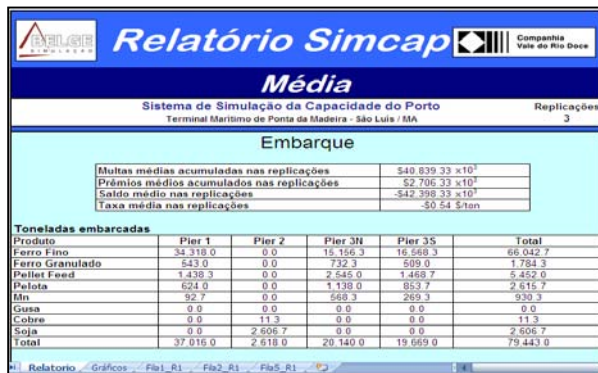 BELGE
SIMULAÇÃO
Relatório Simcap
Companhia
Vale do Rio Doce
Média
Sistema de Simulação da Capacidade do Porto
Terminal Marítimo de Ponta da Madeira - São Luís / MA
Replicações
3
Embarque
Multas médias acumuladas nas replicações $40.839.33 x10³
Prêmios médios acumulados nas replicações $2.706.33 x10³
Saldo médio nas replicações -$42.398.33 x10³
Taxa média nas replicações -$0.54 $/ton
Toneladas embarcadas
Produto Pier 1 Pier 2 Pier 3N Pier 3S Total
Ferro Fino 34.318.0 0.0 15.156.3 16.568.3 66.042.7
Ferro Granulado 543.0 0.0 732.3 509.0 1.784.3
Pellet Feed 1.438.3 0.0 2.545.0 1.468.7 5.452.0
Pelota 624.0 0.0 1.138.0 853.7 2.615.7
Mn 92.7 0.0 568.3 269.3 930.3
Gusa 0.0 0.0 0.0 0.0 0.0
Cobre 0.0 11.3 0.0 0.0 11.3
Soja 0.0 2.606.7 0.0 0.0 2.606.7
Total 37.016.0 2.618.0 20.140.0 19.669.0 79.443.0
Relatorio Gráficos Fila1_R1 Fila2_R1 Fila5_R1